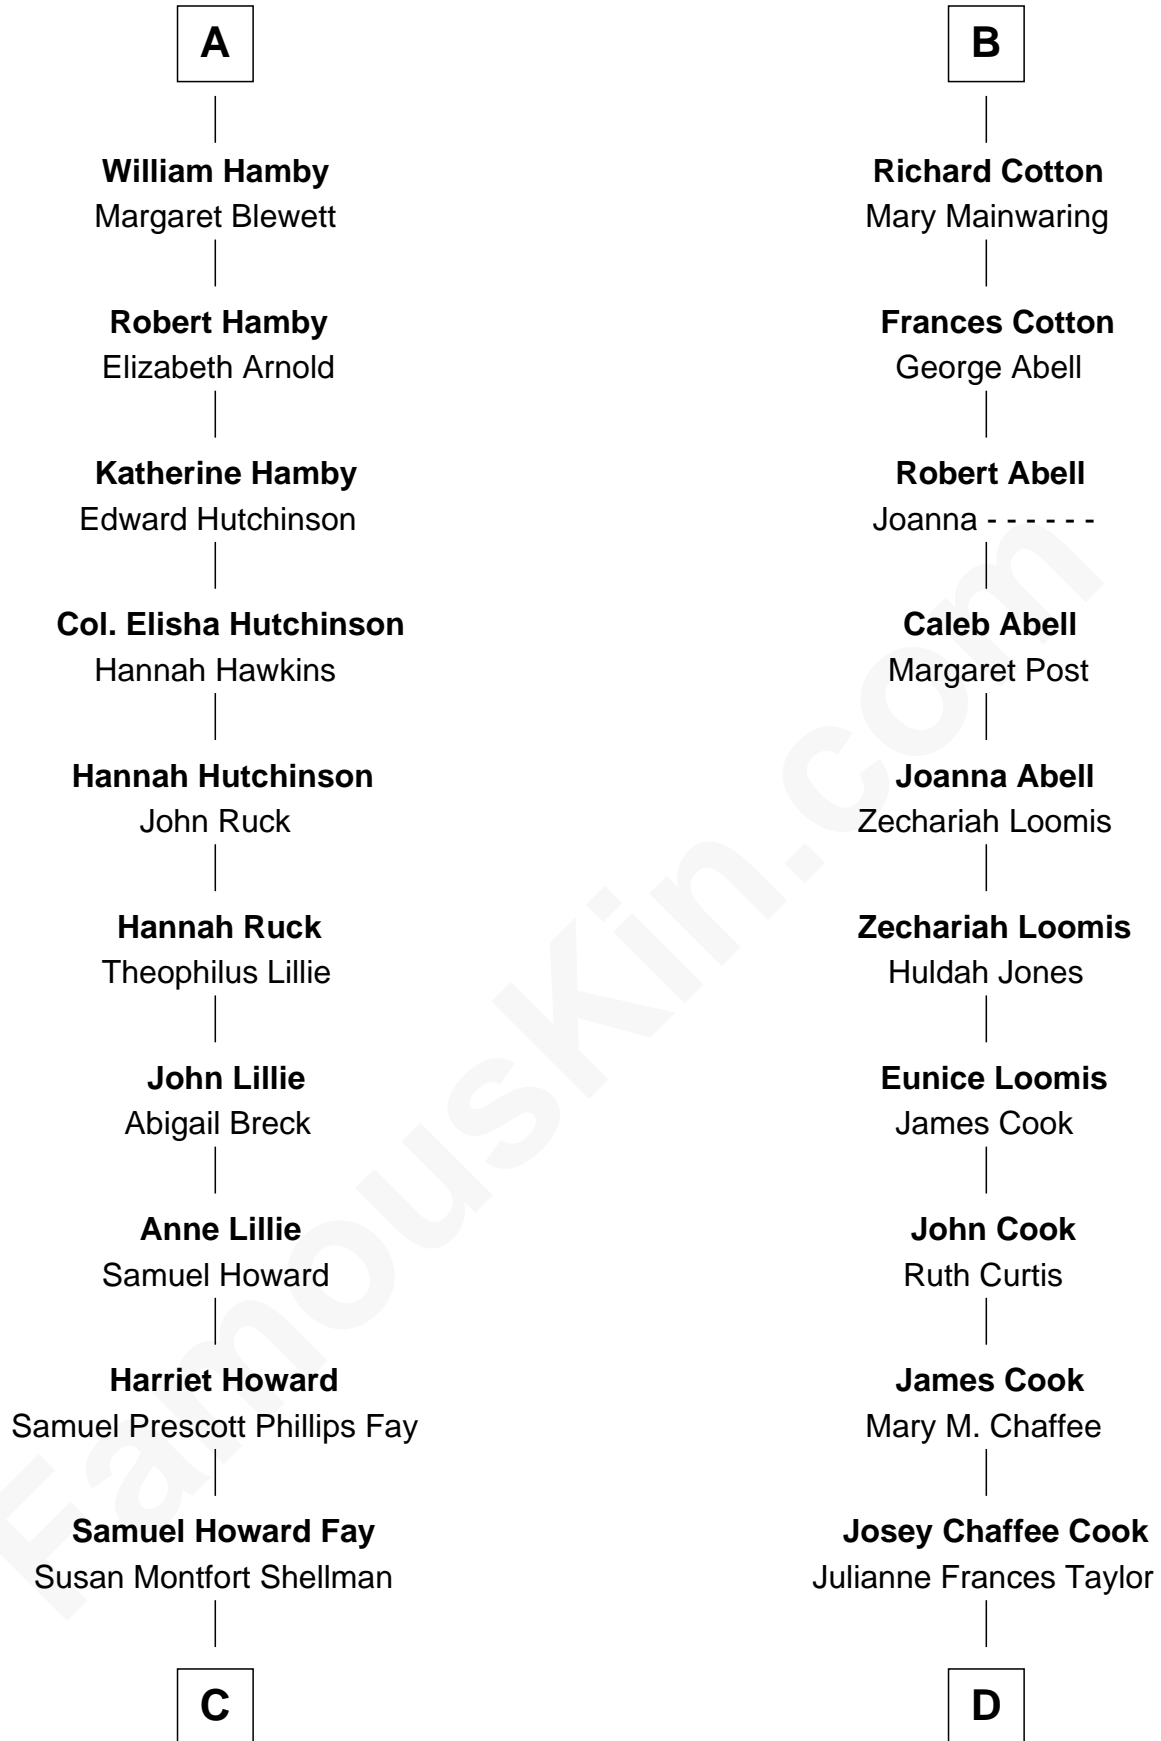 A
William Hamby
Margaret Blewett
Robert Hamby
Elizabeth Arnold
Katherine Hamby
Edward Hutchinson
Col. Elisha Hutchinson
Hannah Hawkins
Hannah Hutchinson
John Ruck
Hannah Ruck
Theophilus Lillie
John Lillie
Abigail Breck
Anne Lillie
Samuel Howard
Harriet Howard
Samuel Prescott Phillips Fay
Samuel Howard Fay
Susan Montfort Shellman
C
B
Richard Cotton
Mary Mainwaring
Frances Cotton
George Abell
Robert Abell
Joanna - - - - - -
Caleb Abell
Margaret Post
Joanna Abell
Zechariah Loomis
Zechariah Loomis
Huldah Jones
Eunice Loomis
James Cook
John Cook
Ruth Curtis
James Cook
Mary M. Chaffee
Josey Chaffee Cook
Julianne Frances Taylor
D
FamousKin.com